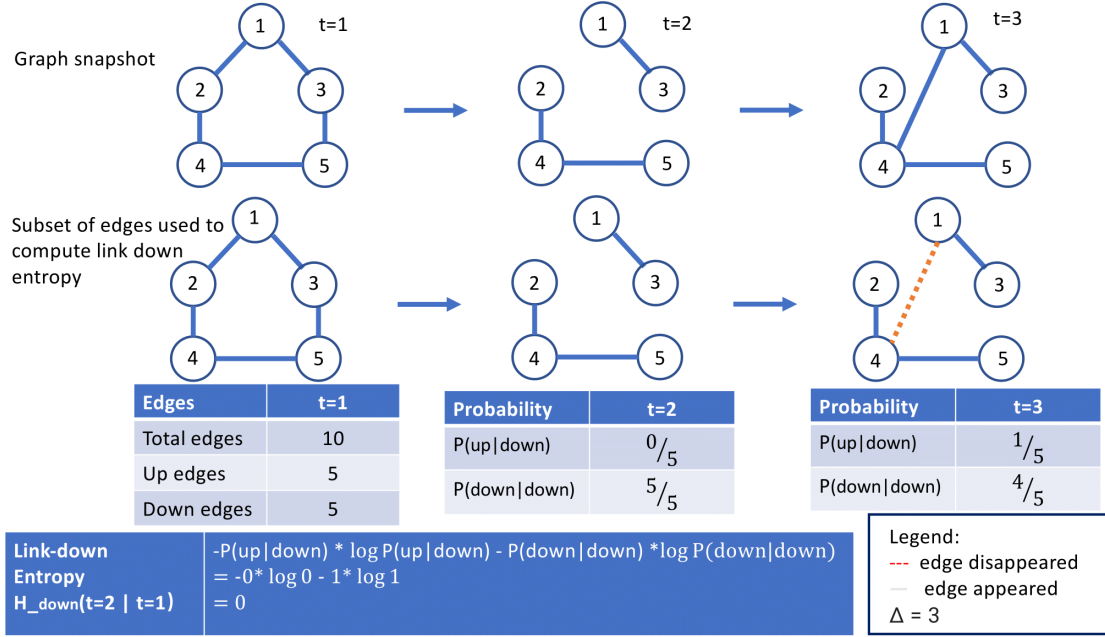 1
t=1
1
t=2
1
t=3
Graph snapshot
2
3
2
3
2
3
4
5
4
5
4
5
Subset of edges used to
compute link down
entropy
1
1
1
2
3
2
3
2
3
4
5
4
5
4
5
Edges t=1
Total edges 10
Up edges 5
Down edges 5
Probability t=2
P(up|down) 0/5
P(down|down) 5/5
Probability t=3
P(up|down) 1/5
P(down|down) 4/5
Link-down
Entropy
H_down(t=2 | t=1)
-P(up|down) * log P(up|down) - P(down|down) *log P(down|down)
= -0* log 0 - 1* log 1
= 0
Legend:
edge disappeared
edge appeared
Δ = 3